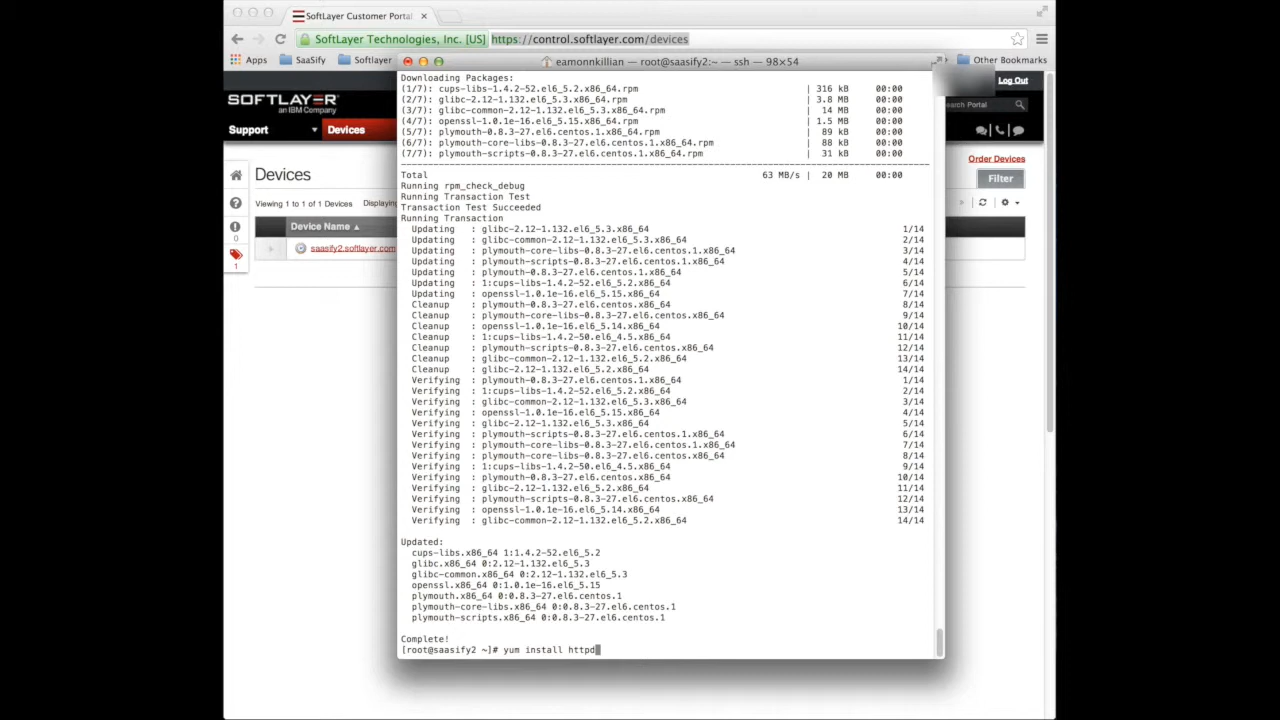 SoftLayer Customer Portal
SoftLayer Technologies, Inc. [US] https://control.softlayer.com/devices
Apps SaaSify Softlayer Other Bookmarks
eamonnkillian — root@saasify2:~ — ssh — 98×54
Log Out
SOFTLAYER
an IBM Company
earch Portal
Support Devices
Order Devices
Devices
Filter
Viewing 1 to 1 of 1 Devices Displaying
Device Name
saasify2.softlayer.com
0
1
Downloading Packages:
(1/7): cups-libs-1.4.2-52.el6_5.2.x86_64.rpm | 316 kB 00:00
(2/7): glibc-2.12-1.132.el6_5.3.x86_64.rpm | 3.8 MB 00:00
(3/7): glibc-common-2.12-1.132.el6_5.3.x86_64.rpm | 14 MB 00:00
(4/7): openssl-1.0.1e-16.el6_5.15.x86_64.rpm | 1.5 MB 00:00
(5/7): plymouth-0.8.3-27.el6.centos.1.x86_64.rpm | 89 kB 00:00
(6/7): plymouth-core-libs-0.8.3-27.el6.centos.1.x86_64.rpm | 88 kB 00:00
(7/7): plymouth-scripts-0.8.3-27.el6.centos.1.x86_64.rpm | 31 kB 00:00
Total 63 MB/s | 20 MB 00:00
Running rpm_check_debug
Running Transaction Test
Transaction Test Succeeded
Running Transaction
Updating : glibc-2.12-1.132.el6_5.3.x86_64 1/14
Updating : glibc-common-2.12-1.132.el6_5.3.x86_64 2/14
Updating : plymouth-core-libs-0.8.3-27.el6.centos.1.x86_64 3/14
Updating : plymouth-scripts-0.8.3-27.el6.centos.1.x86_64 4/14
Updating : plymouth-0.8.3-27.el6.centos.1.x86_64 5/14
Updating : 1:cups-libs-1.4.2-52.el6_5.2.x86_64 6/14
Updating : openssl-1.0.1e-16.el6_5.15.x86_64 7/14
Cleanup : plymouth-0.8.3-27.el6.centos.x86_64 8/14
Cleanup : plymouth-core-libs-0.8.3-27.el6.centos.x86_64 9/14
Cleanup : openssl-1.0.1e-16.el6_5.14.x86_64 10/14
Cleanup : 1:cups-libs-1.4.2-50.el6_4.5.x86_64 11/14
Cleanup : plymouth-scripts-0.8.3-27.el6.centos.x86_64 12/14
Cleanup : glibc-common-2.12-1.132.el6_5.2.x86_64 13/14
Cleanup : glibc-2.12-1.132.el6_5.2.x86_64 14/14
Verifying : plymouth-0.8.3-27.el6.centos.1.x86_64 1/14
Verifying : 1:cups-libs-1.4.2-52.el6_5.2.x86_64 2/14
Verifying : glibc-common-2.12-1.132.el6_5.3.x86_64 3/14
Verifying : openssl-1.0.1e-16.el6_5.15.x86_64 4/14
Verifying : glibc-2.12-1.132.el6_5.3.x86_64 5/14
Verifying : plymouth-scripts-0.8.3-27.el6.centos.1.x86_64 6/14
Verifying : plymouth-core-libs-0.8.3-27.el6.centos.1.x86_64 7/14
Verifying : plymouth-core-libs-0.8.3-27.el6.centos.x86_64 8/14
Verifying : 1:cups-libs-1.4.2-50.el6_4.5.x86_64 9/14
Verifying : plymouth-0.8.3-27.el6.centos.x86_64 10/14
Verifying : glibc-2.12-1.132.el6_5.2.x86_64 11/14
Verifying : plymouth-scripts-0.8.3-27.el6.centos.x86_64 12/14
Verifying : openssl-1.0.1e-16.el6_5.14.x86_64 13/14
Verifying : glibc-common-2.12-1.132.el6_5.2.x86_64 14/14
Updated:
cups-libs.x86_64 1:1.4.2-52.el6_5.2
glibc.x86_64 0:2.12-1.132.el6_5.3
glibc-common.x86_64 0:2.12-1.132.el6_5.3
openssl.x86_64 0:1.0.1e-16.el6_5.15
plymouth.x86_64 0:0.8.3-27.el6.centos.1
plymouth-core-libs.x86_64 0:0.8.3-27.el6.centos.1
plymouth-scripts.x86_64 0:0.8.3-27.el6.centos.1
Complete!
[root@saasify2 ~]# yum install httpd